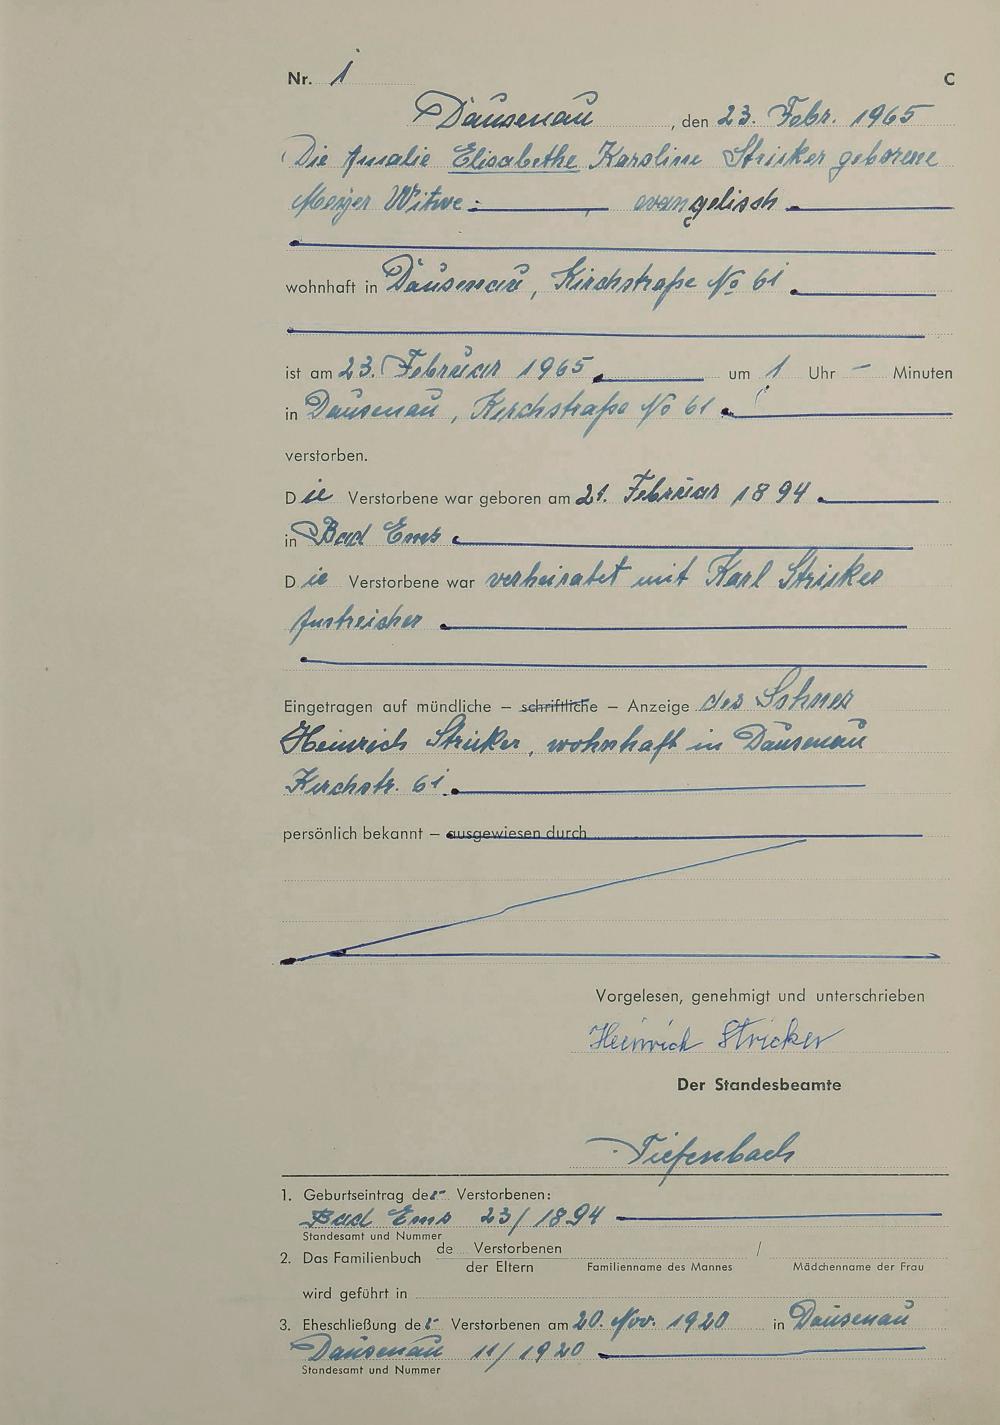 Nr. 1 C
Dausenau, den 23. Febr. 1965
Die Amalie Elisabethe Karoline Stricker geborene
Meijer Witwe. evangelisch
wohnhaft in Dausenau, Kirchstraße No 61
ist am 23. Februar 1965 um 1 Uhr – Minuten
in Dausenau, Kirchstraße No 61
verstorben.
Die Verstorbene war geboren am 21. Februar 1894
in Bad Ems
Die Verstorbene war verheiratet mit Karl Stricker
Anstreicher
Eingetragen auf mündliche – schriftliche – Anzeige des Sohnes
Heinrich Stricker, wohnhaft in Dausenau
Kirchstr. 61
persönlich bekannt – ausgewiesen durch
Vorgelesen, genehmigt und unterschrieben
Heinrich Stricker
Der Standesbeamte
Tiefenbach
1. Geburtseintrag der Verstorbenen:
Bad Ems 23/1894
Standesamt und Nummer
2. Das Familienbuch de Verstorbenen /
der Eltern Familienname des Mannes Mädchenname der Frau
wird geführt in
3. Eheschließung der Verstorbenen am 20. Nov. 1920 in Dausenau
Dausenau 11/1920
Standesamt und Nummer